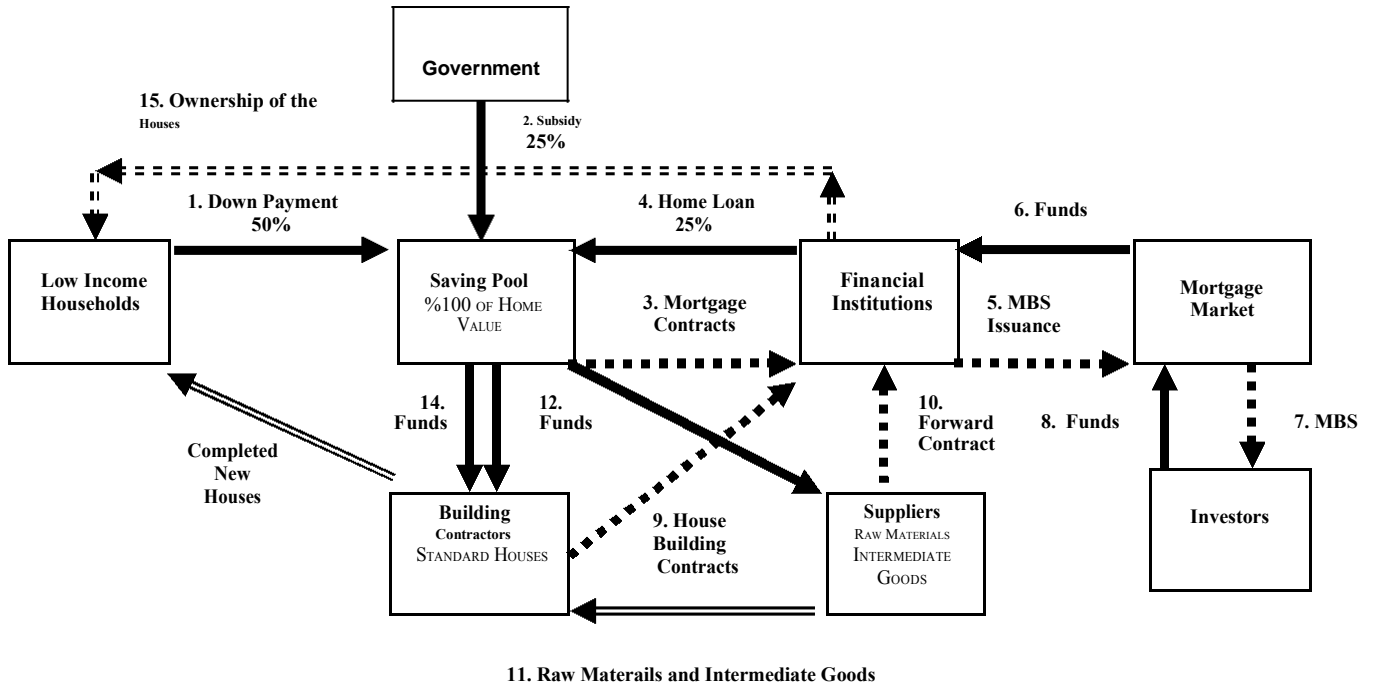 Government
15. Ownership of the
Houses
2. Subsidy
25%
1. Down Payment
50%
4. Home Loan
25%
6. Funds
Low Income
Households
Saving Pool
%100 OF HOME
VALUE
3. Mortgage
Contracts
Financial
Institutions
5. MBS
Issuance
Mortgage
Market
14.
Funds
12.
Funds
10.
Forward
Contract
8. Funds
7. MBS
Completed
New
Houses
Building
Contractors
STANDARD HOUSES
9. House
Building
Contracts
Suppliers
RAW MATERIALS
INTERMEDIATE
GOODS
Investors
11. Raw Materails and Intermediate Goods